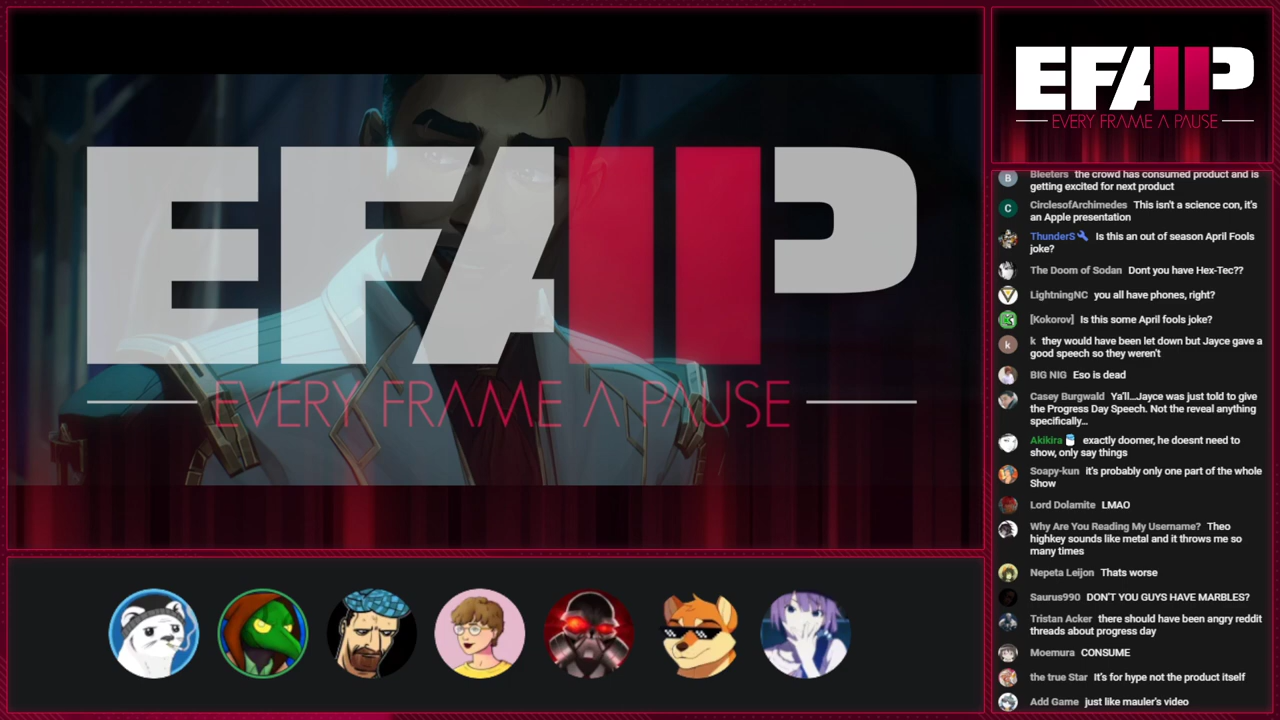 EFAP
EVERY FRAME A PAUSE
EFAP
EVERY FRAME A PAUSE
B Bleeters the crowd has consumed product and is
getting excited for next product
C CirclesofArchimedes This isn't a science con, it's
an Apple presentation
ThunderS Is this an out of season April Fools
joke?
The Doom of Sodan Dont you have Hex-Tec??
LightningNC you all have phones, right?
[Kokorov] Is this some April fools joke?
k k they would have been let down but Jayce gave a
good speech so they weren't
BIG NIG Eso is dead
Casey Burgwald Ya'll...Jayce was just told to give
the Progress Day Speech. Not the reveal anything
specifically...
Akikira exactly doomer, he doesnt need to
show, only say things
Soapy-kun it's probably only one part of the whole
Show
Lord Dolamite LMAO
Why Are You Reading My Username? Theo
highkey sounds like metal and it throws me so
many times
Nepeta Leijon Thats worse
Saurus990 DON'T YOU GUYS HAVE MARBLES?
Tristan Acker there should have been angry reddit
threads about progress day
Moemura CONSUME
the true Star It's for hype not the product itself
Add Game just like mauler's video